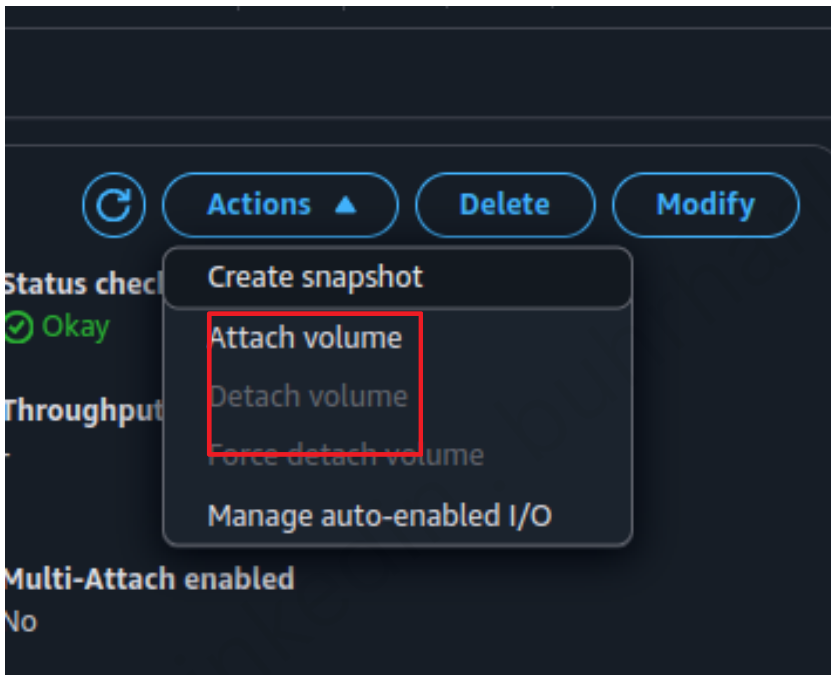 Actions ▲ Delete Modify
Create snapshot
Status chec
Okay
Attach volume
Detach volume
Throughput
-
Force detach volume
Manage auto-enabled I/O
Multi-Attach enabled
No